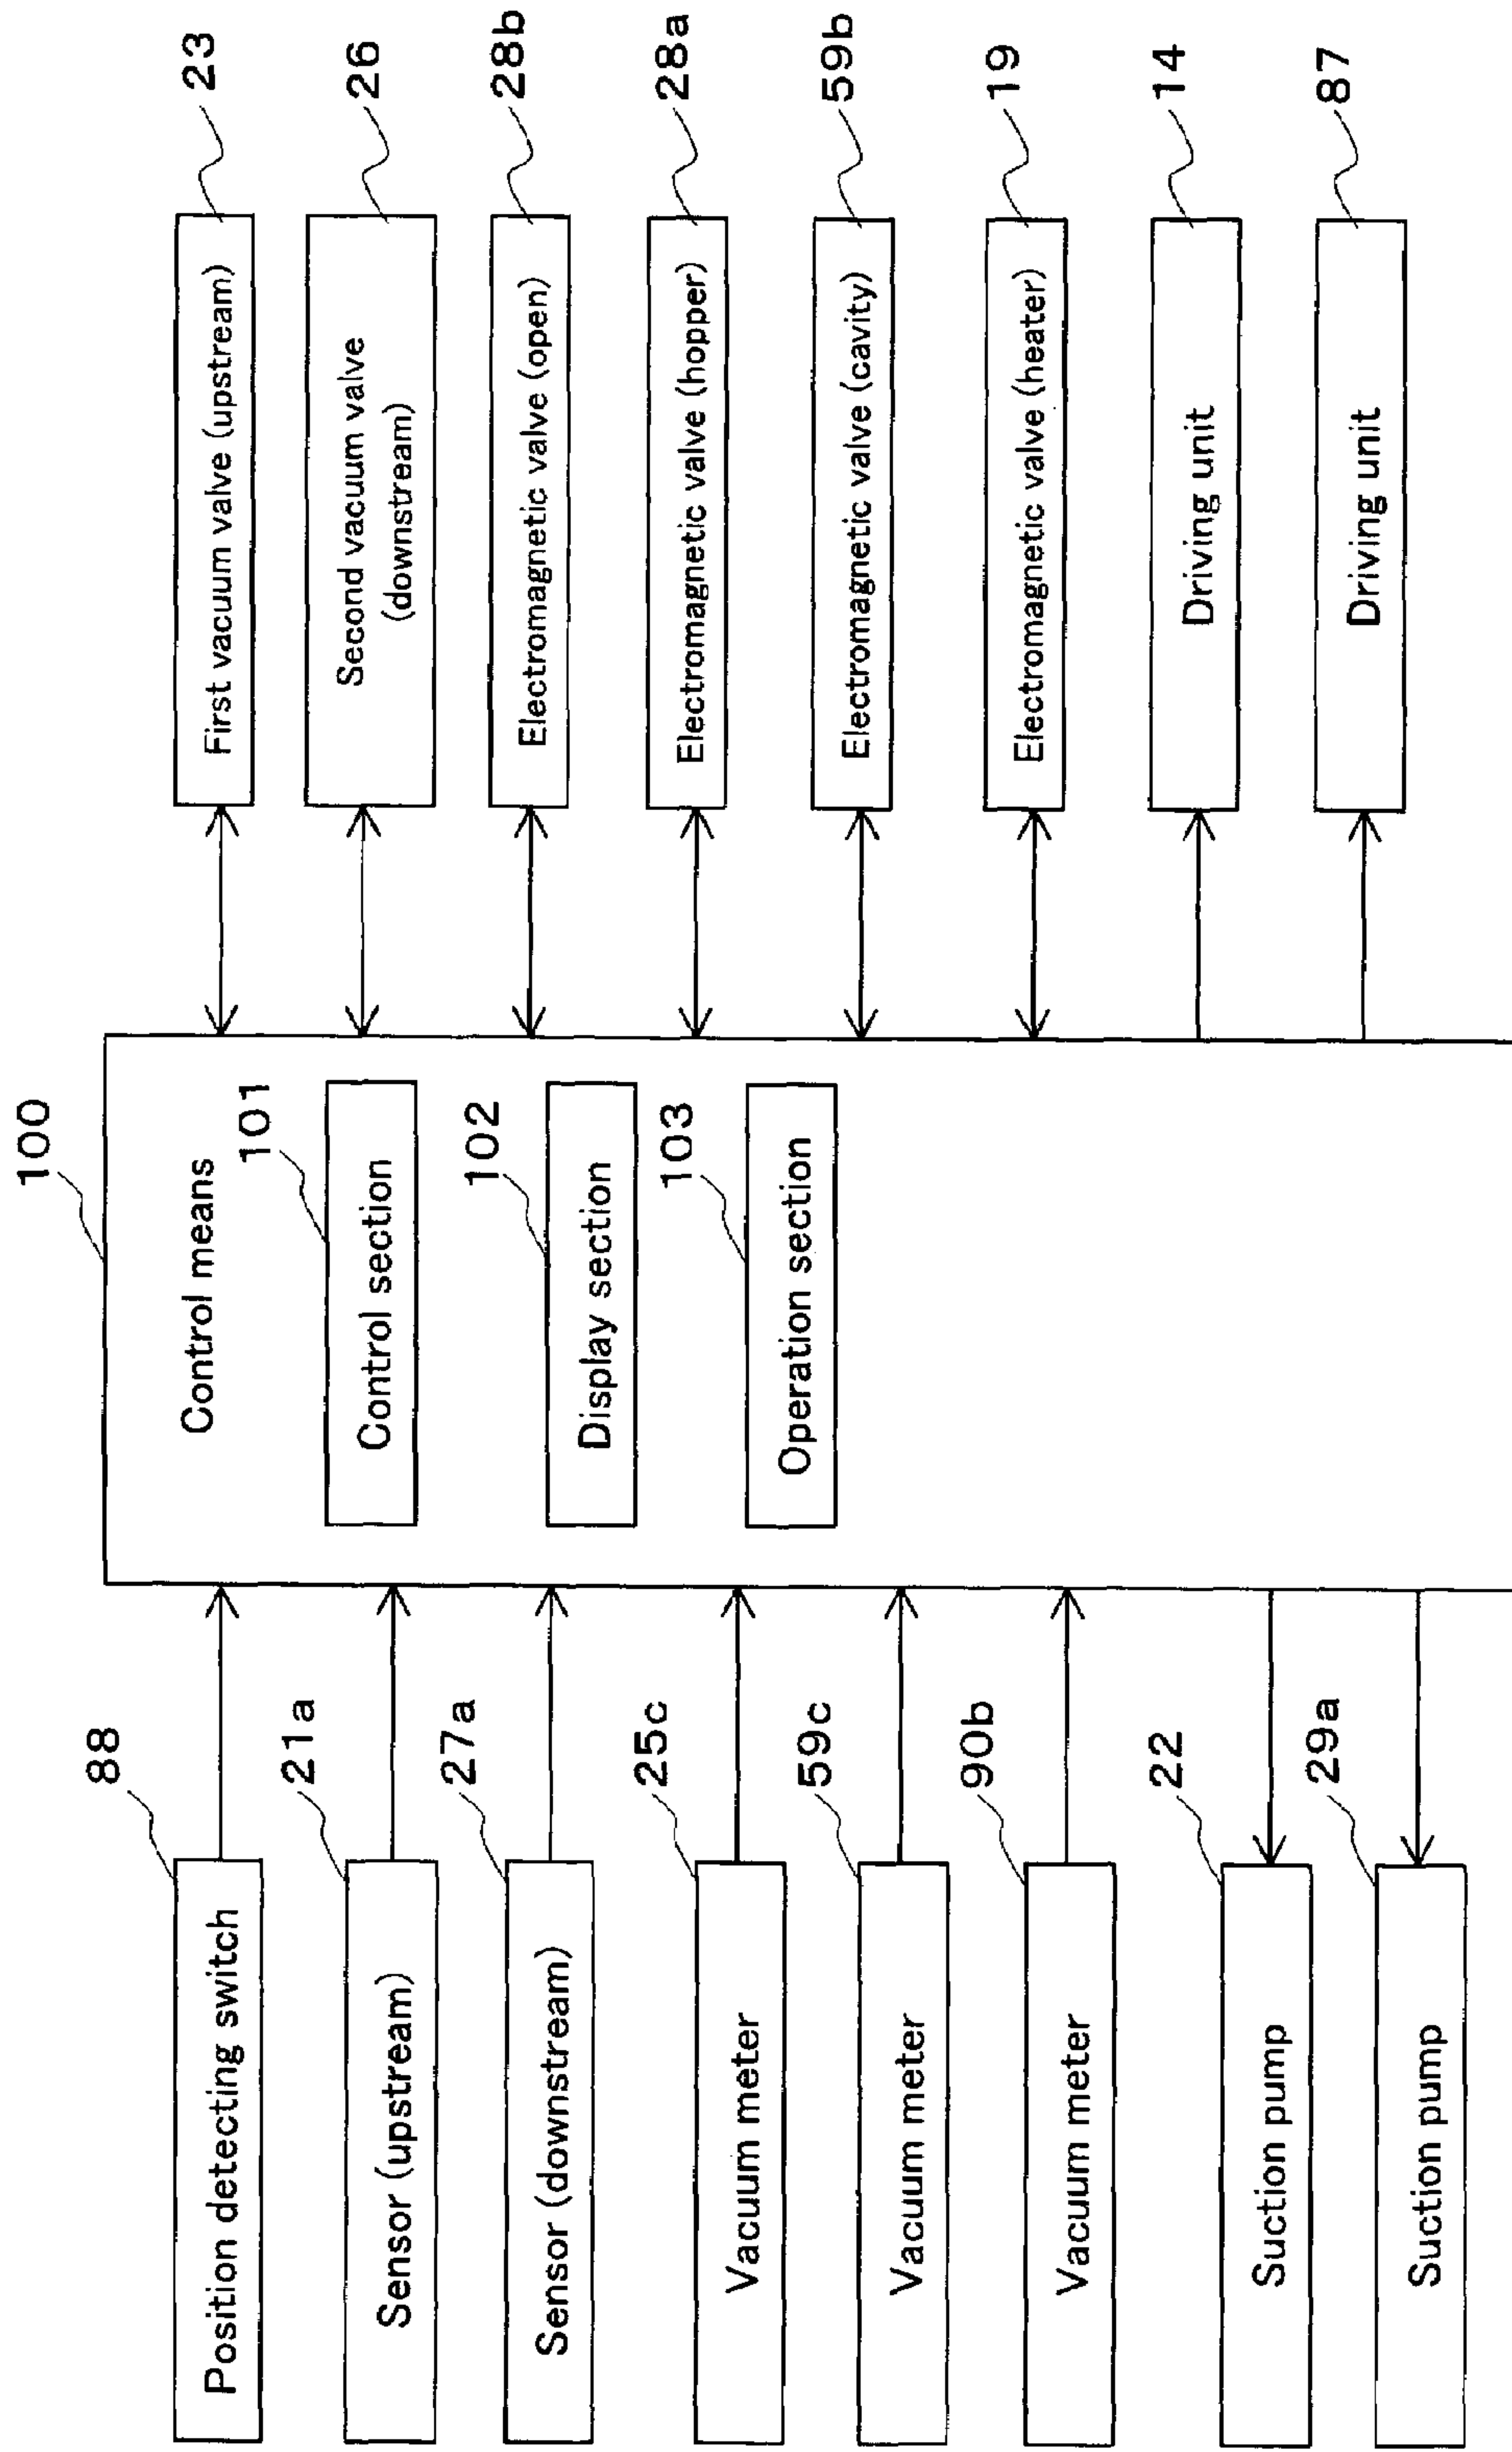 100
Control means
101
Control section
102
Display section
103
Operation section
88
Position detecting switch
21a
Sensor (upstream)
27a
Sensor (downstream)
25c
Vacuum meter
59c
Vacuum meter
90b
Vacuum meter
22
Suction pump
29a
Suction pump
First vacuum valve (upstream)
23
Second vacuum valve
(downstream)
26
Electromagnetic valve (open)
28b
Electromagnetic valve (hopper)
28a
Electromagnetic valve (cavity)
59b
Electromagnetic valve (heater)
19
Driving unit
14
Driving unit
87